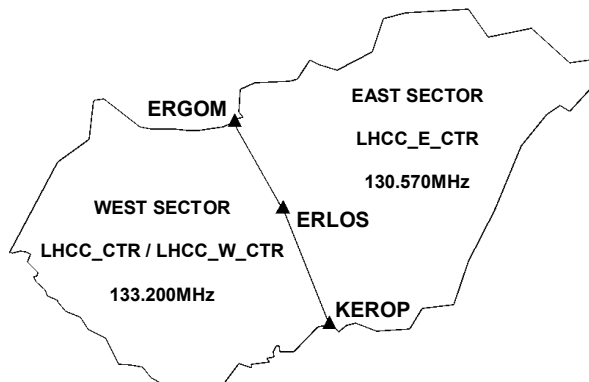 EAST SECTOR
LHCC_E_CTR
130.570MHz
ERGOM
WEST SECTOR
LHCC_CTR / LHCC_W_CTR
133.200MHz
ERLOS
KEROP